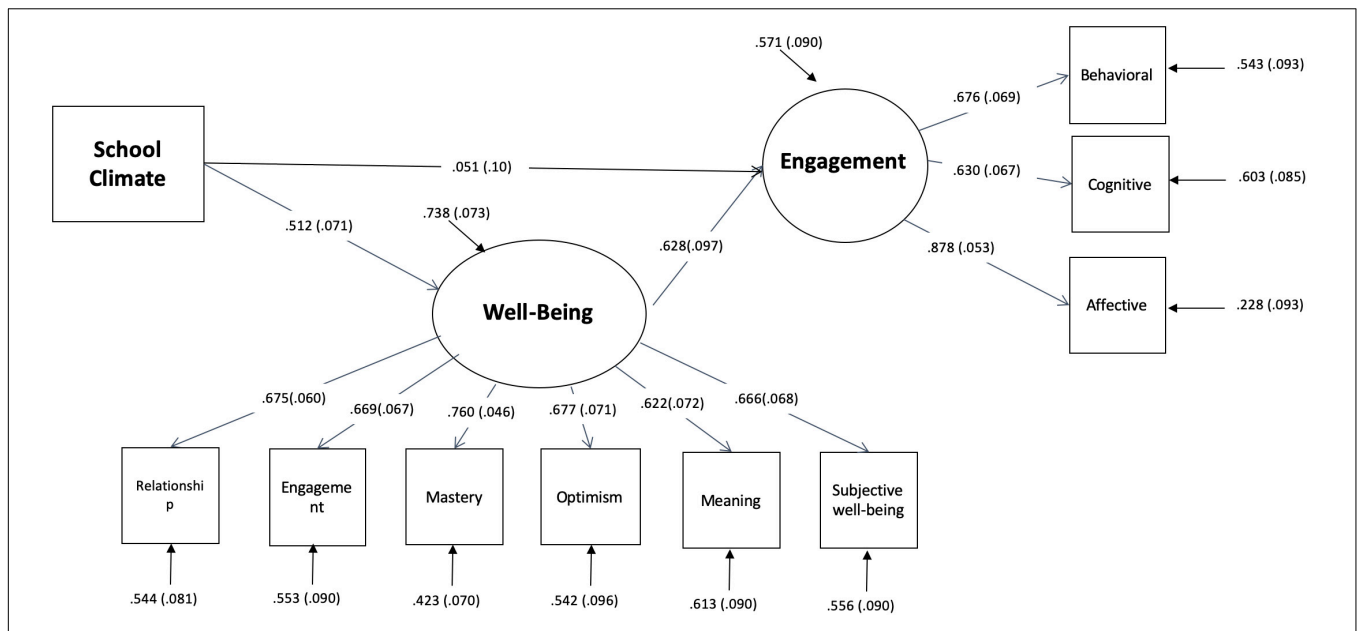 .571 (.090)
Behavioral
.543 (.093)
.676 (.069)
School
Climate
Engagement
.051 (.10)
.630 (.067)
Cognitive
.603 (.085)
.512 (.071)
.738 (.073)
.628(.097)
.878 (.053)
Affective
.228 (.093)
Well-Being
.675(.060)
.669(.067)
.760 (.046)
.677 (.071)
.622(.072)
.666(.068)
Relationshi
p
Engageme
nt
Mastery
Optimism
Meaning
Subjective
well-being
.544 (.081)
.553 (.090)
.423 (.070)
.542 (.096)
.613 (.090)
.556 (.090)